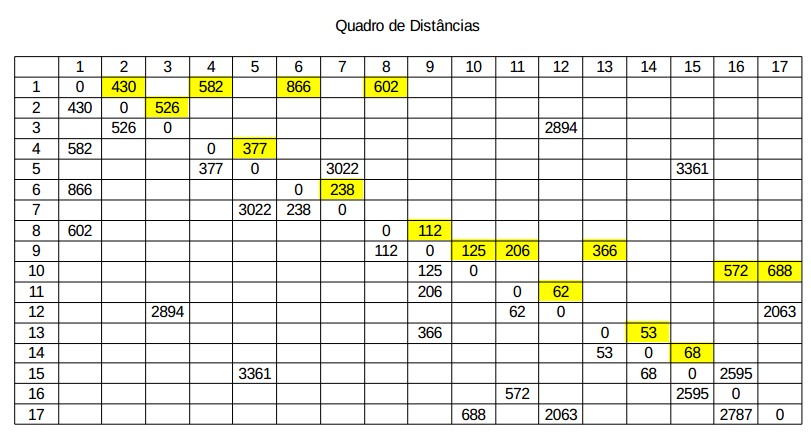 Quadro de Distâncias
1 2 3 4 5 6 7 8 9 10 11 12 13 14 15 16 17
1 0 430 582 866 602
2 430 0 526
3 526 0 2894
4 582 0 377
5 377 0 3022 3361
6 866 0 238
7 3022 238 0
8 602 0 112
9 112 0 125 206 366
10 125 0 572 688
11 206 0 62
12 2894 62 0 2063
13 366 0 53
14 53 0 68
15 3361 68 0 2595
16 572 2595 0
17 688 2063 2787 0